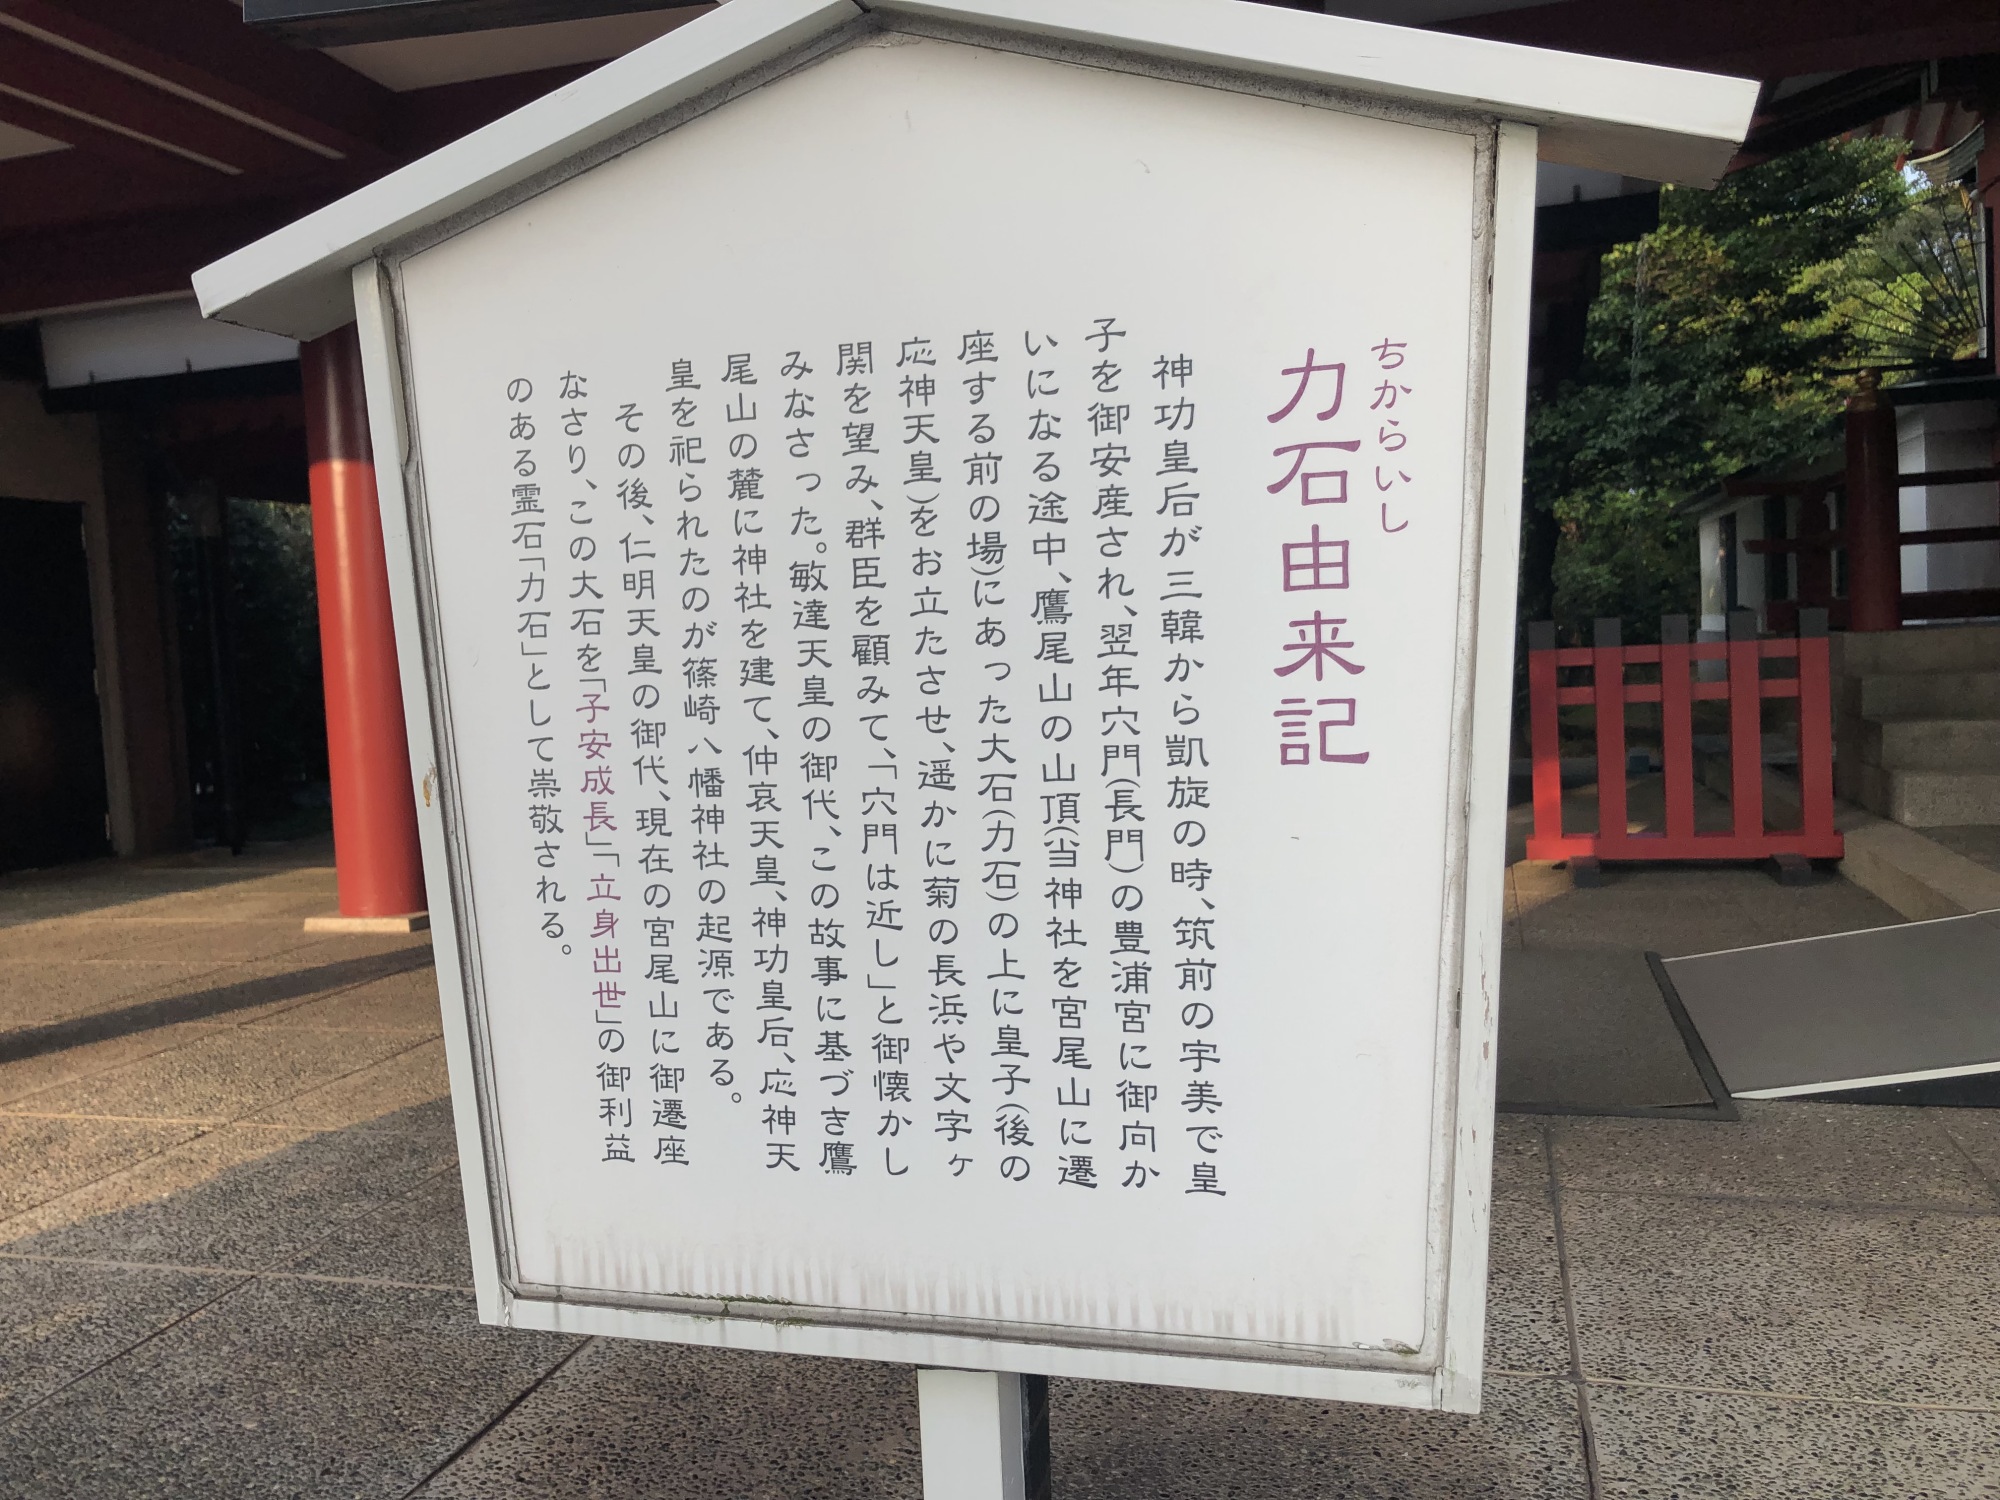 ちからいし
力石由来記
神功皇后が三韓から凱旋の時、筑前の宇美で皇
子を御安産され、翌年穴門(長門)の豊浦宮に御向か
いになる途中、鷹尾山の山頂(当神社を宮尾山に遷
座する前の場)にあった大石(力石)の上に皇子(後の
応神天皇)をお立たさせ、遥かに菊の長浜や文字ヶ
関を望み、群臣を顧みて、「穴門は近し」と御懐かし
みなさった。敏達天皇の御代、この故事に基づき鷹
尾山の麓に神社を建て、仲哀天皇、神功皇后、応神天
皇を祀られたのが篠崎八幡神社の起源である。
その後、仁明天皇の御代、現在の宮尾山に御遷座
なさり、この大石を「子安成長」「立身出世」の御利益
のある霊石「力石」として崇敬される。